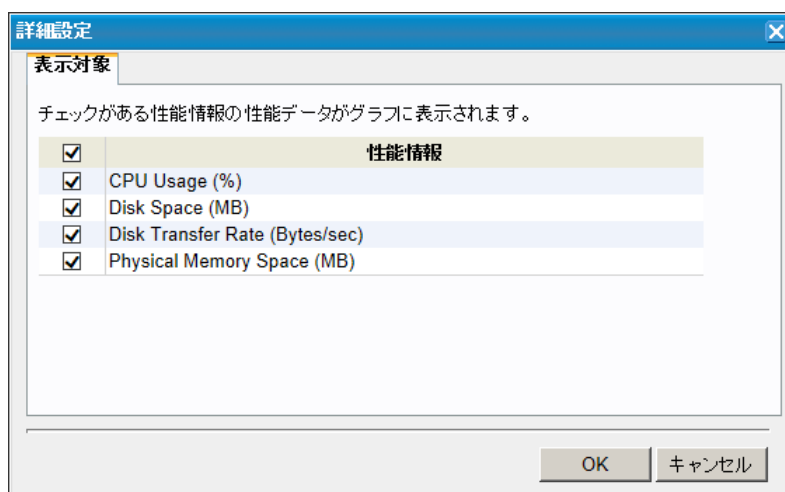 詳細設定
表示対象
チェックがある性能情報の性能データがグラフに表示されます。
性能情報
CPU Usage (%)
Disk Space (MB)
Disk Transfer Rate (Bytes/sec)
Physical Memory Space (MB)
OK キャンセル